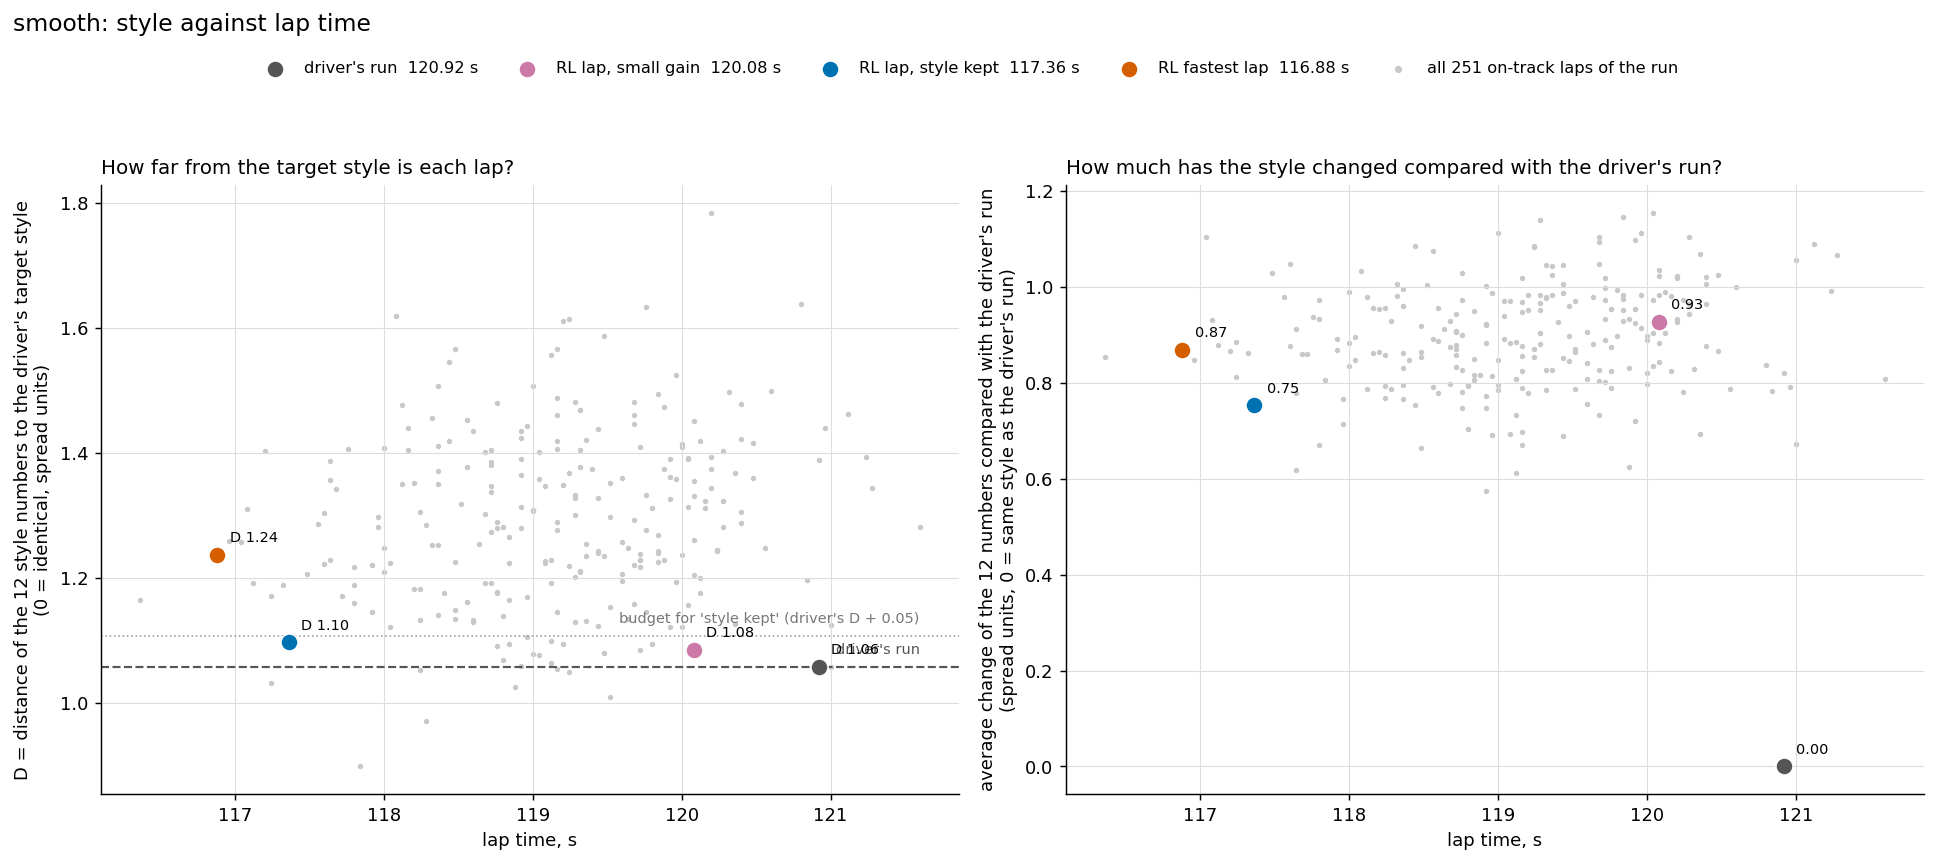 smooth: style against lap time
driver's run  120.92 s
RL lap, small gain  120.08 s
RL lap, style kept  117.36 s
RL fastest lap  116.88 s
all 251 on-track laps of the run
How far from the target style is each lap?
D = distance of the 12 style numbers to the driver's target style
(0 = identical, spread units)
1.8
1.6
1.4
1.2
1.0
D 1.24
D 1.10
budget for 'style kept' (driver's D + 0.05)
D 1.08
driver's run
D 1.06
117
118
119
120
121
lap time, s
How much has the style changed compared with the driver's run?
average change of the 12 numbers compared with the driver's run
(spread units, 0 = same style as the driver's run)
1.2
1.0
0.8
0.6
0.4
0.2
0.0
0.87
0.75
0.93
0.00
117
118
119
120
121
lap time, s